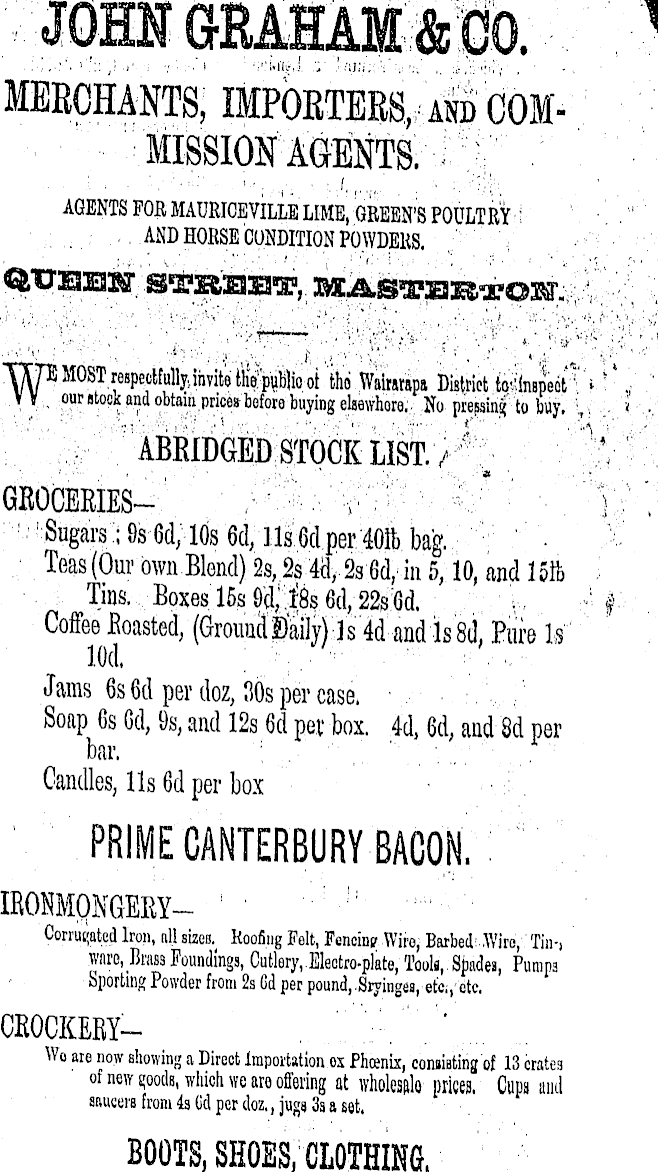 JOHN GRAHAM & CO.
MERCHANTS, IMPORTERS, AND COM-
MISSION AGENTS.
AGENTS FOR MAURICEVILLE LIME, GREEN'S POULTRY
AND HORSE CONDITION POWDERS.
QUEEN STREET, MASTERTON.
WE MOST respectfully invite the public of the Wairarapa District to inspect
our stock and obtain prices before buying elsewhere. No pressing to buy.
ABRIDGED STOCK LIST.
GROCERIES—
Sugars : 9s 6d, 10s 6d, 11s 6d per 40lb bag.
Teas (Our own Blend) 2s, 2s 4d, 2s 6d, in 5, 10, and 15lb
Tins. Boxes 15s 9d, 18s 6d, 22s 6d.
Coffee Roasted, (Ground Daily) 1s 4d and 1s 8d, Pure 1s
10d.
Jams 6s 6d per doz, 30s per case.
Soap 6s 6d, 9s, and 12s 6d per box. 4d, 6d, and 8d per
bar.
Candles, 11s 6d per box
PRIME CANTERBURY BACON.
IRONMONGERY—
Corrugated Iron, all sizes. Roofing Felt, Fencing Wire, Barbed Wire, Tin-
ware, Brass Foundings, Cutlery, Electro-plate, Tools, Spades, Pumps
Sporting Powder from 2s 6d per pound, Sryinges, etc., etc.
CROCKERY—
We are now showing a Direct Importation ex Phœnix, consisting of 13 crates
of new goods, which we are offering at wholesale prices. Cups and
saucers from 4s 6d per doz., jugs 3s a set.
BOOTS, SHOES, CLOTHING.